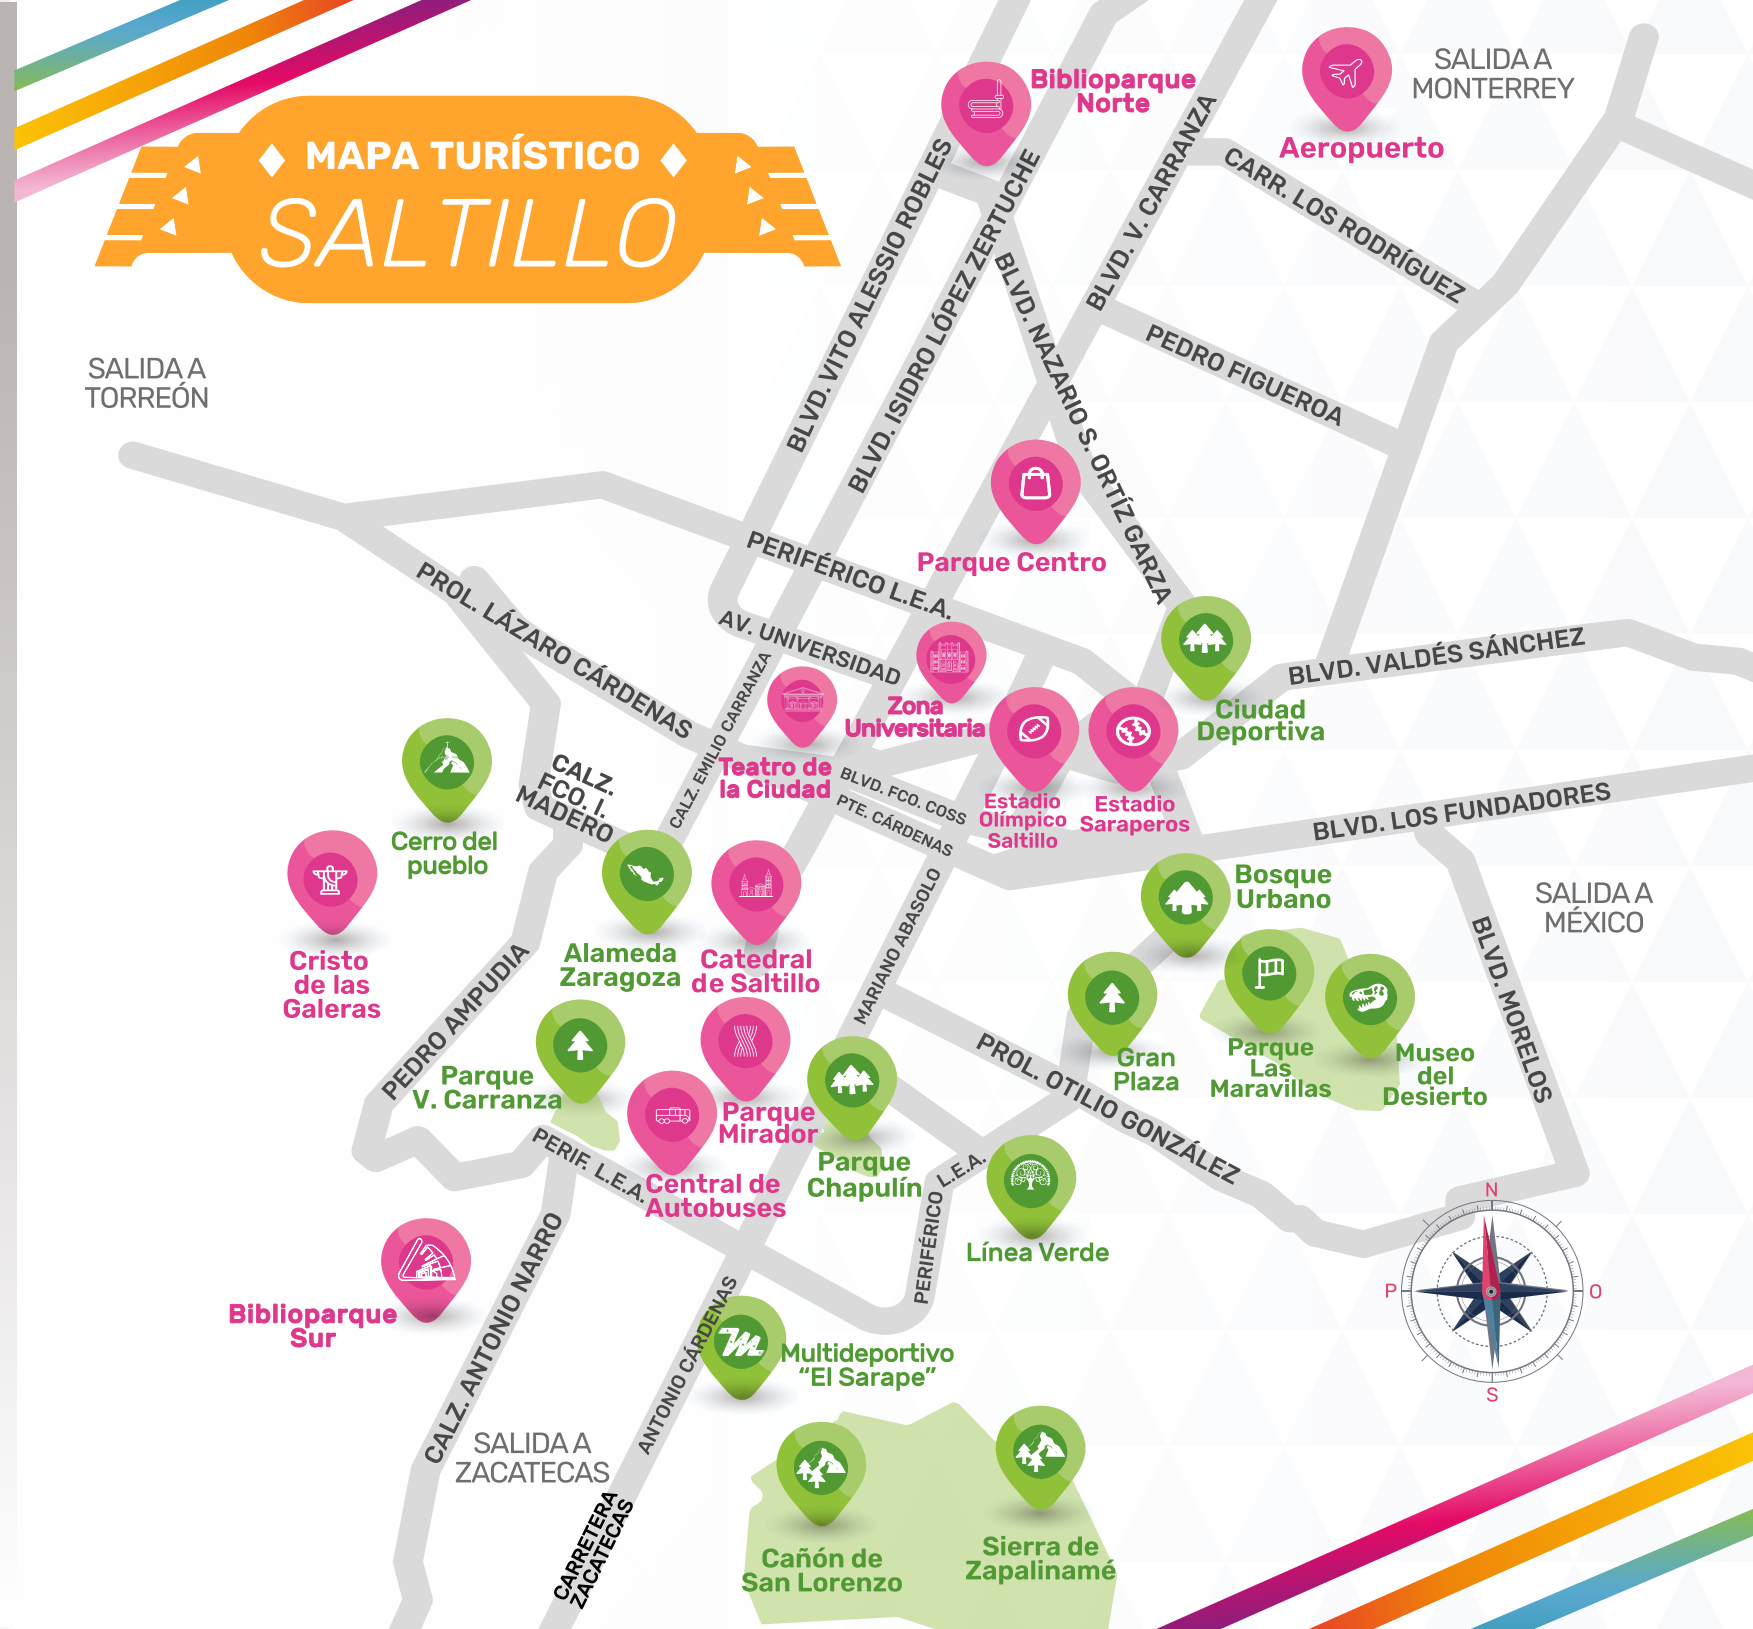 MAPA TURÍSTICO
SALTILLO
Biblioparque
Norte
Aeropuerto
SALIDA A
MONTERREY
CARR. LOS RODRÍGUEZ
BLVD. V. CARRANZA
BLVD. VITO ALESSIO ROBLES
BLVD. ISIDRO LÓPEZ ZERTUCHE
BLVD. NAZARIO S. ORTÍZ GARZA
PEDRO FIGUEROA
SALIDA A
TORREÓN
Parque Centro
PERIFÉRICO L.E.A.
PROL. LÁZARO CÁRDENAS
AV. UNIVERSIDAD
CALZ. EMILIO CARRANZA
BLVD. VALDÉS SÁNCHEZ
Zona
Universitaria
Ciudad
Deportiva
Teatro de
la Ciudad
BLVD. FCO. COSS
PTE. CÁRDENAS
Estadio
Olímpico
Saltillo
Estadio
Saraperos
BLVD. LOS FUNDADORES
CALZ.
FCO. I.
MADERO
Cerro del
pueblo
Bosque
Urbano
SALIDA A
MÉXICO
Cristo
de las
Galeras
Alameda
Zaragoza
Catedral
de Saltillo
MARIANO ABASOLO
BLVD. MORELOS
PEDRO AMPUDIA
Parque
V. Carranza
PROL. OTILIO GONZÁLEZ
Gran
Plaza
Parque
Las
Maravillas
Museo
del
Desierto
Parque
Mirador
PERIF. L.E.A.
Central de
Autobuses
Parque
Chapulín
PERIFÉRICO L.E.A.
Línea Verde
N
P
O
S
CALZ. ANTONIO NARRO
Biblioparque
Sur
ANTONIO CÁRDENAS
Multideportivo
“El Sarape”
SALIDA A
ZACATECAS
CARRETERA
ZACATECAS
Cañón de
San Lorenzo
Sierra de
Zapalinamé